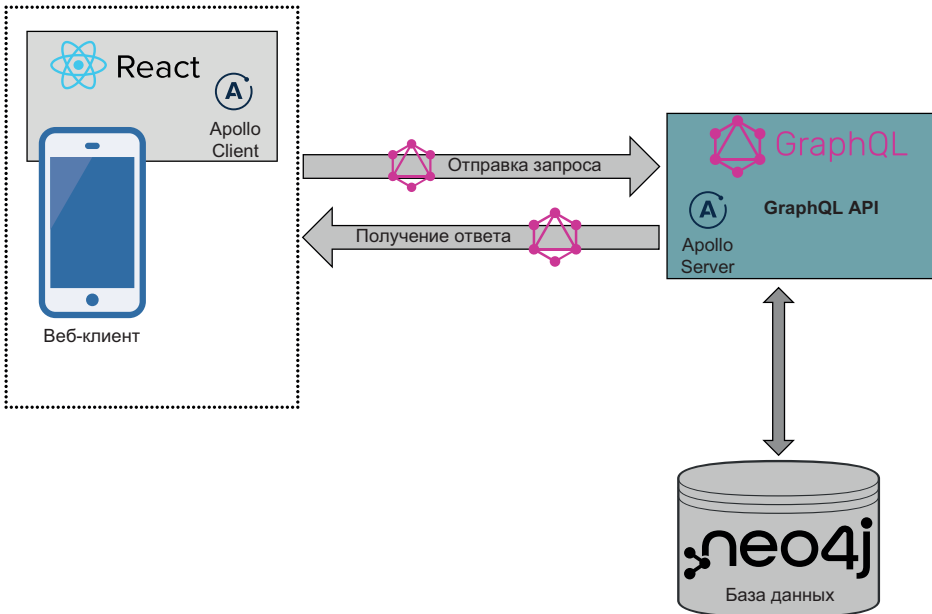 React
Apollo
Client
Веб-клиент
Отправка запроса
Получение ответа
GraphQL
GraphQL API
Apollo
Server
neo4j
База данных